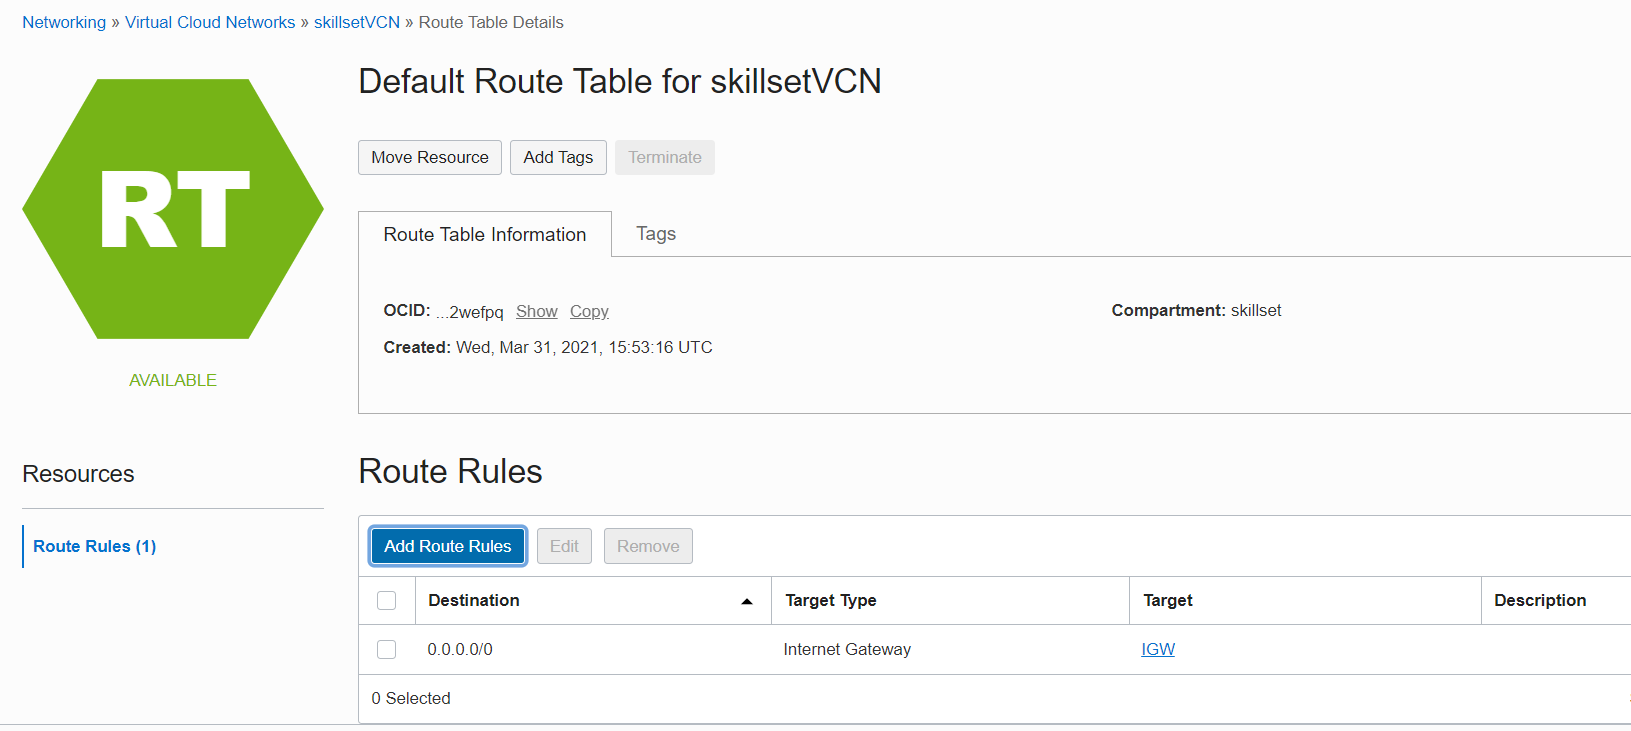 Networking » Virtual Cloud Networks » skillsetVCN » Route Table Details
RT
AVAILABLE
Default Route Table for skillsetVCN
Move Resource Add Tags Terminate
Route Table Information Tags
OCID: ...2wefpq Show Copy Compartment: skillset
Created: Wed, Mar 31, 2021, 15:53:16 UTC
Resources
Route Rules (1)
Route Rules
Add Route Rules Edit Remove
Destination Target Type Target Description
0.0.0.0/0 Internet Gateway IGW
0 Selected